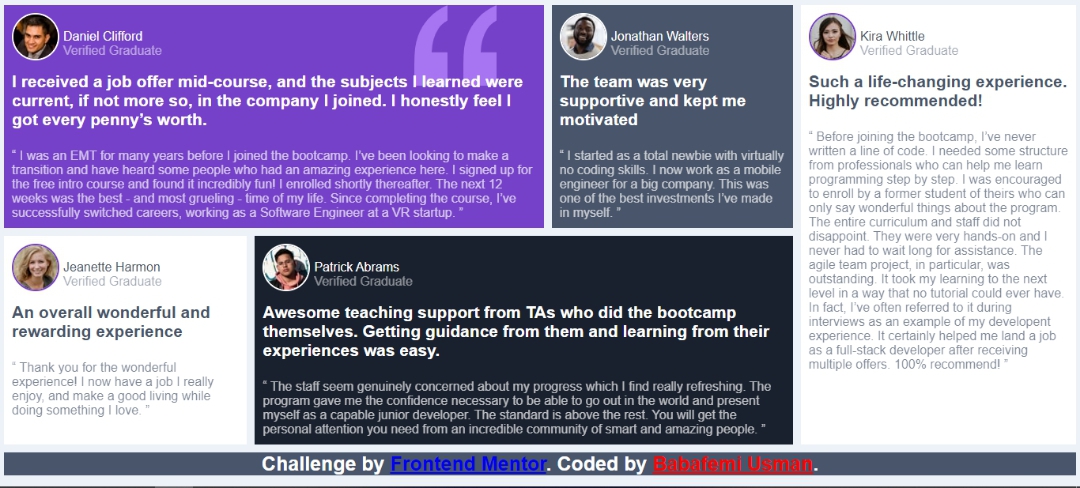 Daniel Clifford
Verified Graduate
I received a job offer mid-course, and the subjects I learned were
current, if not more so, in the company I joined. I honestly feel I
got every penny’s worth.
“ I was an EMT for many years before I joined the bootcamp. I’ve been looking to make a
transition and have heard some people who had an amazing experience here. I signed up for
the free intro course and found it incredibly fun! I enrolled shortly thereafter. The next 12
weeks was the best - and most grueling - time of my life. Since completing the course, I’ve
successfully switched careers, working as a Software Engineer at a VR startup. ”
Jonathan Walters
Verified Graduate
The team was very
supportive and kept me
motivated
“ I started as a total newbie with virtually
no coding skills. I now work as a mobile
engineer for a big company. This was
one of the best investments I’ve made
in myself. ”
Kira Whittle
Verified Graduate
Such a life-changing experience.
Highly recommended!
“ Before joining the bootcamp, I’ve never
written a line of code. I needed some structure
from professionals who can help me learn
programming step by step. I was encouraged
to enroll by a former student of theirs who can
only say wonderful things about the program.
The entire curriculum and staff did not
disappoint. They were very hands-on and I
never had to wait long for assistance. The
agile team project, in particular, was
outstanding. It took my learning to the next
level in a way that no tutorial could ever have.
In fact, I’ve often referred to it during
interviews as an example of my developent
experience. It certainly helped me land a job
as a full-stack developer after receiving
multiple offers. 100% recommend! ”
Jeanette Harmon
Verified Graduate
An overall wonderful and
rewarding experience
“ Thank you for the wonderful
experience! I now have a job I really
enjoy, and make a good living while
doing something I love. ”
Patrick Abrams
Verified Graduate
Awesome teaching support from TAs who did the bootcamp
themselves. Getting guidance from them and learning from their
experiences was easy.
“ The staff seem genuinely concerned about my progress which I find really refreshing. The
program gave me the confidence necessary to be able to go out in the world and present
myself as a capable junior developer. The standard is above the rest. You will get the
personal attention you need from an incredible community of smart and amazing people. ”
Challenge by Frontend Mentor. Coded by Babafemi Usman.